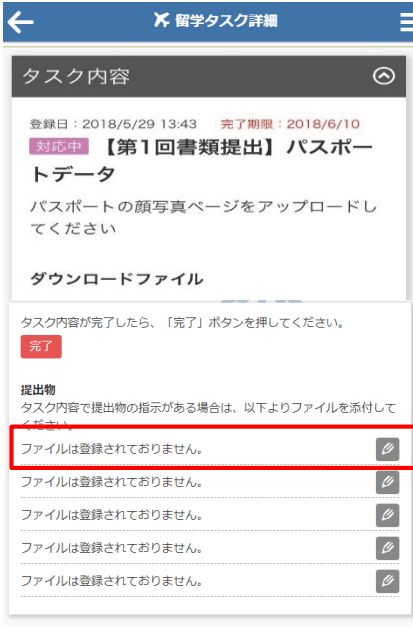 留学タスク詳細
タスク内容
登録日：2018/5/29 13:43 完了期限：2018/6/10
対応中 【第1回書類提出】パスポー
トデータ
パスポートの顔写真ページをアップロードし
てください
ダウンロードファイル
タスク内容が完了したら、「完了」ボタンを押してください。
完了
提出物
タスク内容で提出物の指示がある場合は、以下よりファイルを添付して
ください。
ファイルは登録されておりません。
ファイルは登録されておりません。
ファイルは登録されておりません。
ファイルは登録されておりません。
ファイルは登録されておりません。